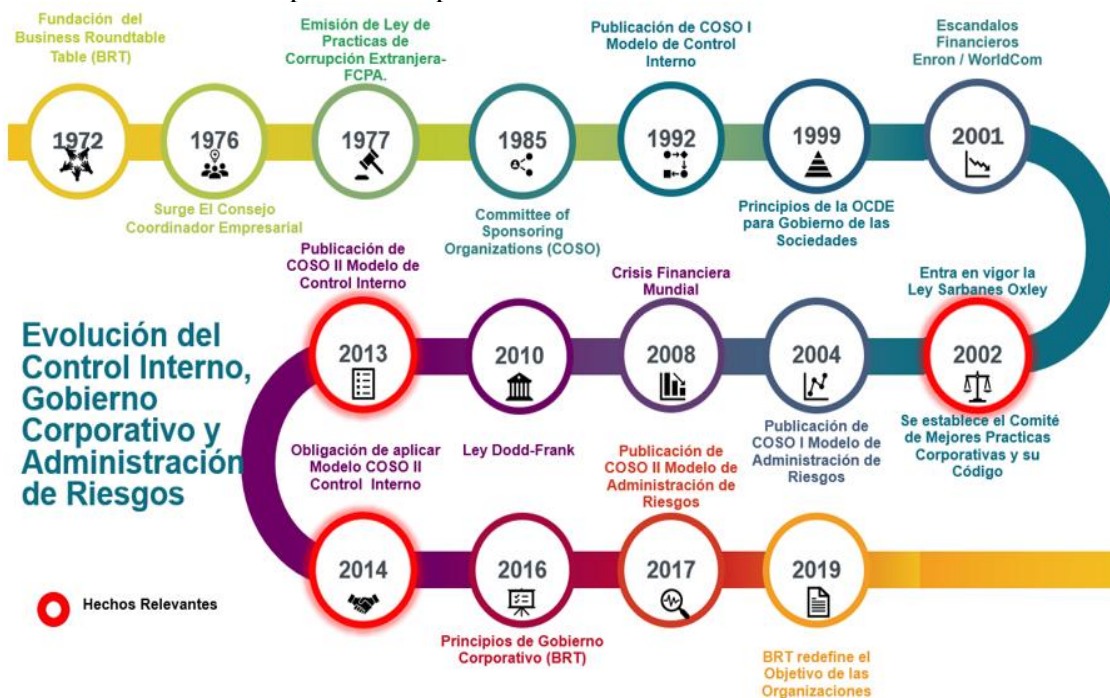 Fundación del
Business Roundtable
Table (BRT)
1972
1976
Surge El Consejo
Coordinador Empresarial
Emisión de Ley de
Practicas de
Corrupción Extranjera-
FCPA.
1977
1985
Committee of
Sponsoring
Organizations (COSO)
Publicación de COSO I
Modelo de Control
Interno
1992
1999
Principios de la OCDE
para Gobierno de las
Sociedades
Escandalos
Financieros
Enron / WorldCom
2001
Entra en vigor la
Ley Sarbanes Oxley
2002
Se establece el Comité
de Mejores Practicas
Corporativas y su
Código
2004
Publicación de
COSO I Modelo de
Administración de
Riesgos
Crisis Financiera
Mundial
2008
2010
Ley Dodd-Frank
Publicación de
COSO II Modelo de
Control Interno
2013
Evolución del
Control Interno,
Gobierno
Corporativo y
Administración
de Riesgos
Obligación de aplicar
Modelo COSO II
Control Interno
2014
2016
Principios de Gobierno
Corporativo (BRT)
Publicación de
COSO II Modelo de
Administración de
Riesgos
2017
2019
BRT redefine el
Objetivo de las
Organizaciones
Hechos Relevantes